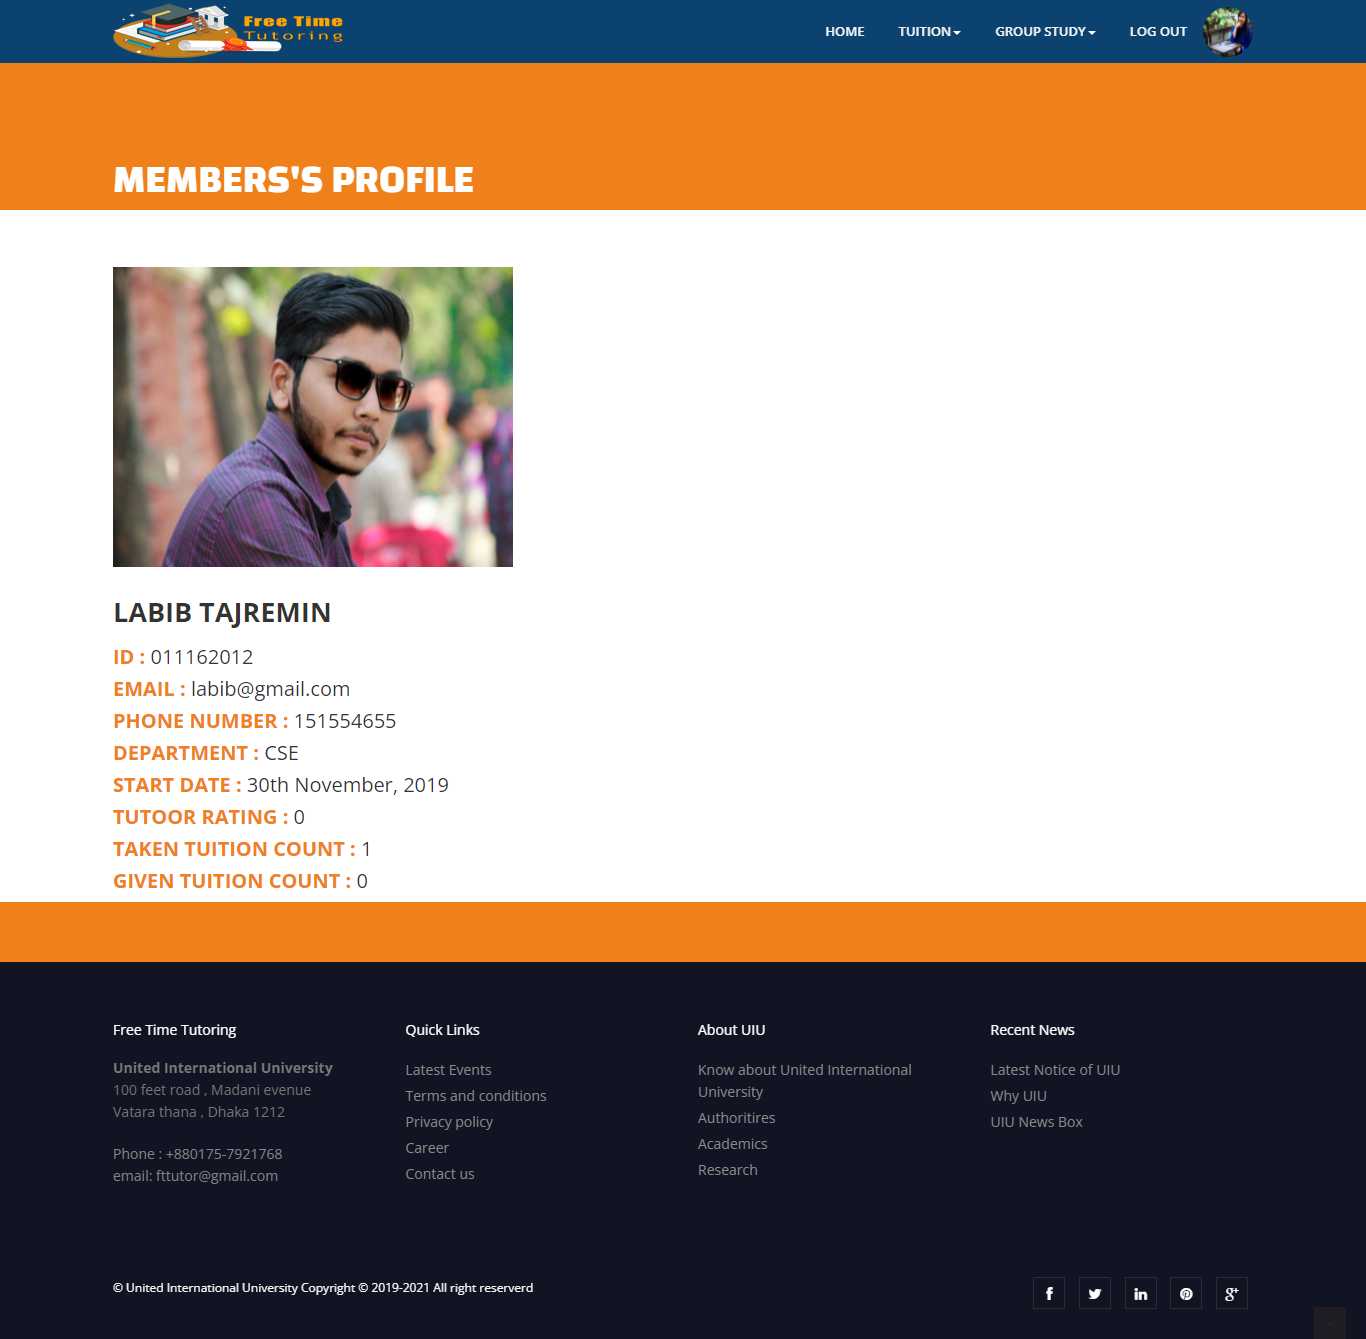 Free Time
Tutoring
HOME
TUITION
GROUP STUDY
LOG OUT
MEMBERS'S PROFILE
LABIB TAJREMIN
ID : 011162012
EMAIL : labib@gmail.com
PHONE NUMBER : 151554655
DEPARTMENT : CSE
START DATE : 30th November, 2019
TUTOOR RATING : 0
TAKEN TUITION COUNT : 1
GIVEN TUITION COUNT : 0
Free Time Tutoring
United International University
100 feet road , Madani evenue
Vatara thana , Dhaka 1212
Phone : +880175-7921768
email: fttutor@gmail.com
Quick Links
Latest Events
Terms and conditions
Privacy policy
Career
Contact us
About UIU
Know about United International
University
Authoritires
Academics
Research
Recent News
Latest Notice of UIU
Why UIU
UIU News Box
© United International University Copyright © 2019-2021 All right reserverd